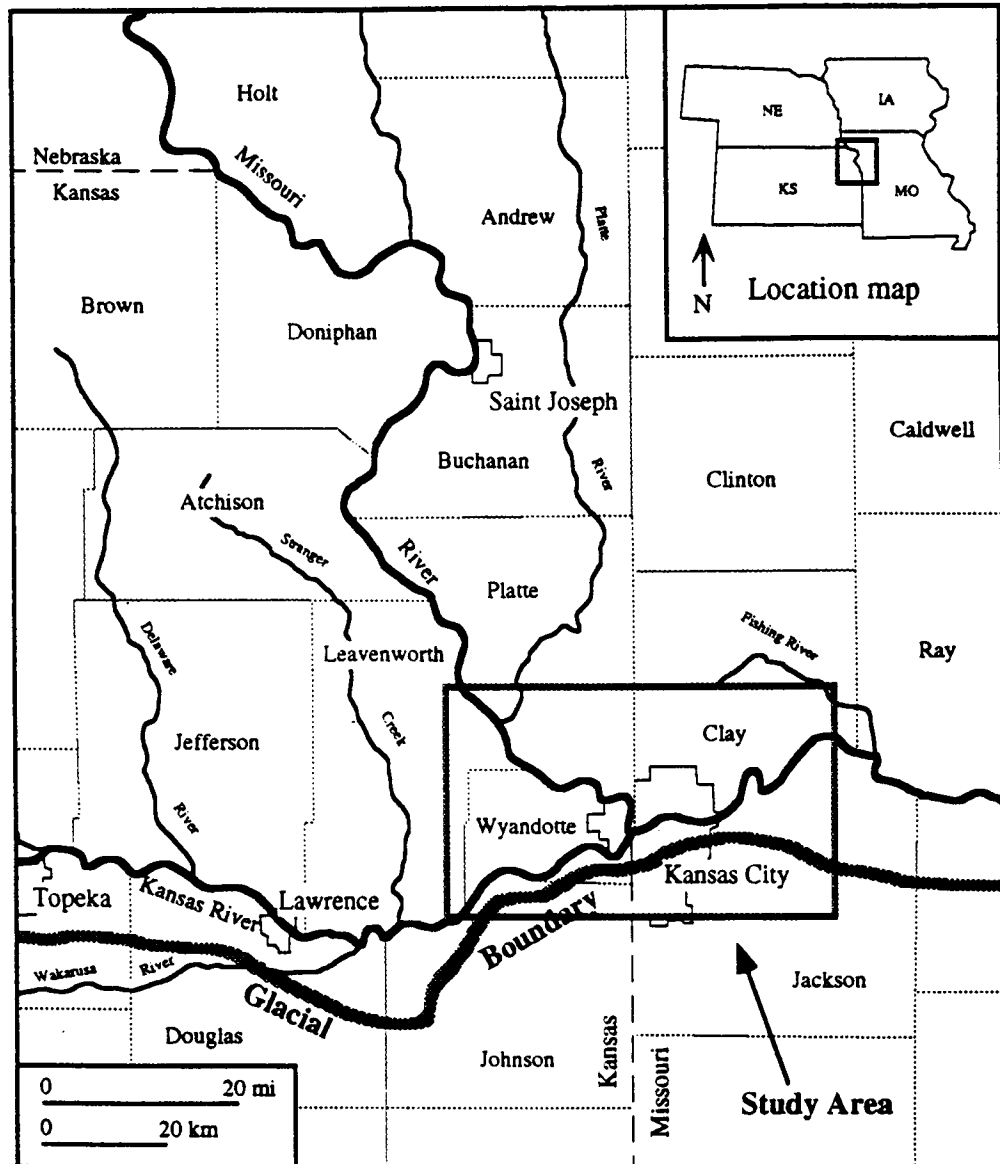 Holt
NE
IA
KS
MO
N
Location map
Nebraska
Kansas
Missouri
Andrew
Platte
Brown
Doniphan
Saint Joseph
Caldwell
Buchanan
River
Clinton
Atchison
Stranger
River
Platte
Fishing River
Delaware
Leavenworth
Ray
Creek
Jefferson
Clay
River
Wyandotte
Kansas City
Topeka
Kansas River
Lawrence
Boundary
Wakarusa
River
Glacial
Jackson
Douglas
Johnson
Kansas
Missouri
Study Area
0 20 mi
0 20 km